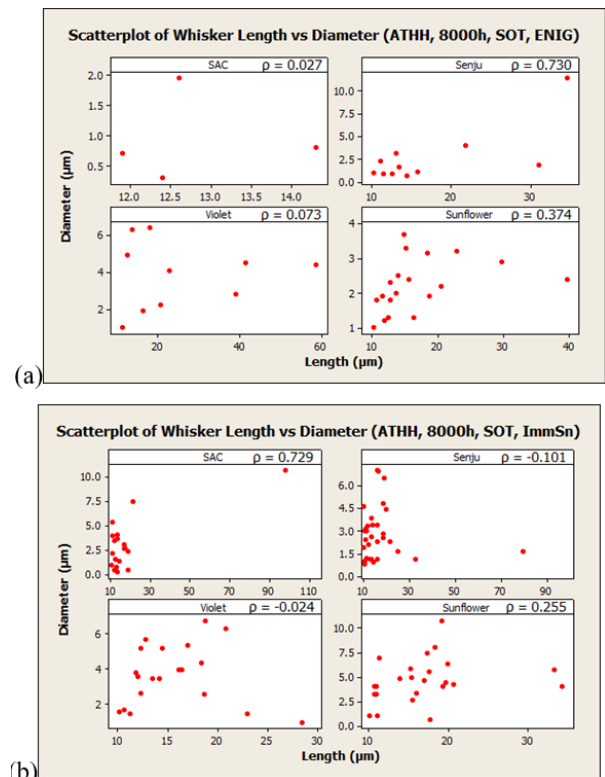 Scatterplot of Whisker Length vs Diameter (ATHH, 8000h, SOT, ENIG)
SAC ρ = 0.027 Senju ρ = 0.730
2.0 1.5 1.0 0.5
10.0 7.5 5.0 2.5 0.0
12.0 12.5 13.0 13.5 14.0
10 20 30
Diameter (µm)
Violet ρ = 0.073 Sunflower ρ = 0.374
6 4 2
4 3 2 1
20 40 60
10 20 30 40
Length (µm)
(a)
Scatterplot of Whisker Length vs Diameter (ATHH, 8000h, SOT, ImmSn)
SAC ρ = 0.729 Senju ρ = -0.101
10.0 7.5 5.0 2.5 0.0
6.0 4.5 3.0 1.5 0.0
10 30 50 70 90 110
10 30 50 70 90
Diameter (µm)
Violet ρ = -0.024 Sunflower ρ = 0.255
6 4 2
10.0 7.5 5.0 2.5 0.0
10 15 20 25 30
10 20 30
Length (µm)
(b)